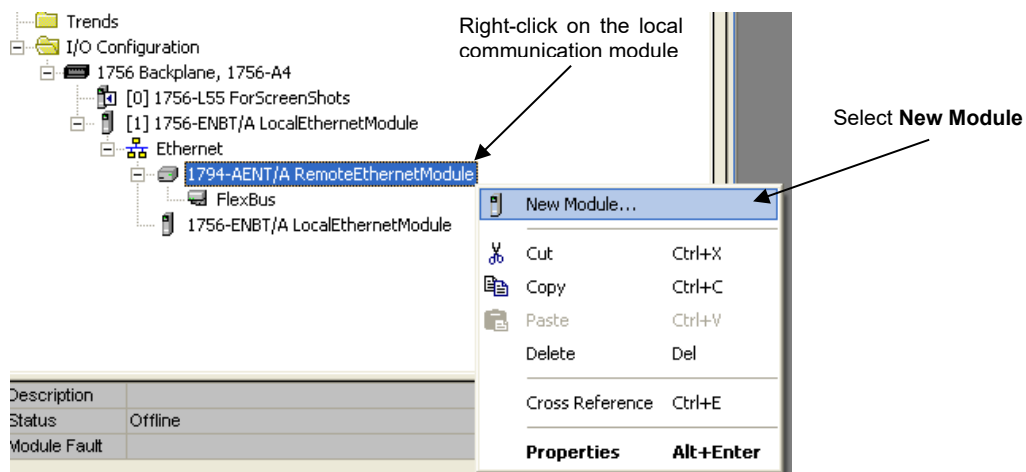 Trends
I/O Configuration
1756 Backplane, 1756-A4
[0] 1756-L55 ForScreenShots
[1] 1756-ENBT/A LocalEthernetModule
Ethernet
1794-AENT/A RemoteEthernetModule
FlexBus
1756-ENBT/A LocalEthernetModule
Right-click on the local
communication module
Select New Module
New Module...
Cut Ctrl+X
Copy Ctrl+C
Paste Ctrl+V
Delete Del
Cross Reference Ctrl+E
Properties Alt+Enter
Description
Status Offline
Module Fault